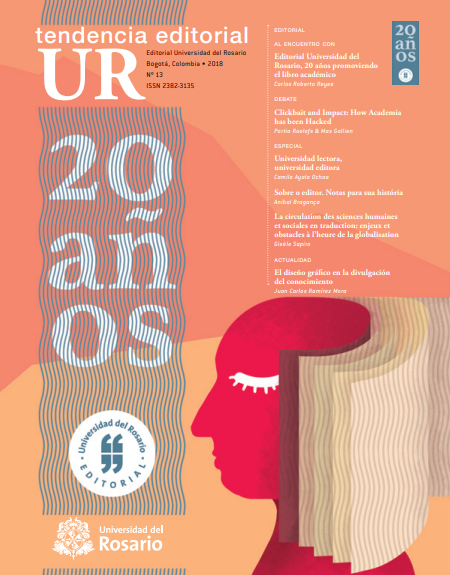 tendencia editorial
UR
Editorial Universidad del Rosario
Bogotá, Colombia • 2018
Nº 13
ISSN 2382-3135
20
años
Universidad del Rosario
EDITORIAL
Universidad del
Rosario
EDITORIAL
AL ENCUENTRO CON
Editorial Universidad del
Rosario, 20 años promoviendo
el libro académico
Carlos Roberto Reyes
DEBATE
Clickbait and Impact: How Academia
has been Hacked
Portia Roelofs & Max Gallien
ESPECIAL
Universidad lectora,
universidad editora
Camilo Ayala Ochoa
Sobre o editor. Notas para sua história
Aníbal Bragança
La circulation des sciences humaines
et sociales en traduction: enjeux et
obstacles à l'heure de la globalisation
Gisèle Sapiro
ACTUALIDAD
El diseño gráfico en la divulgación
del conocimiento
Juan Carlos Ramírez Mora
20
añ
os